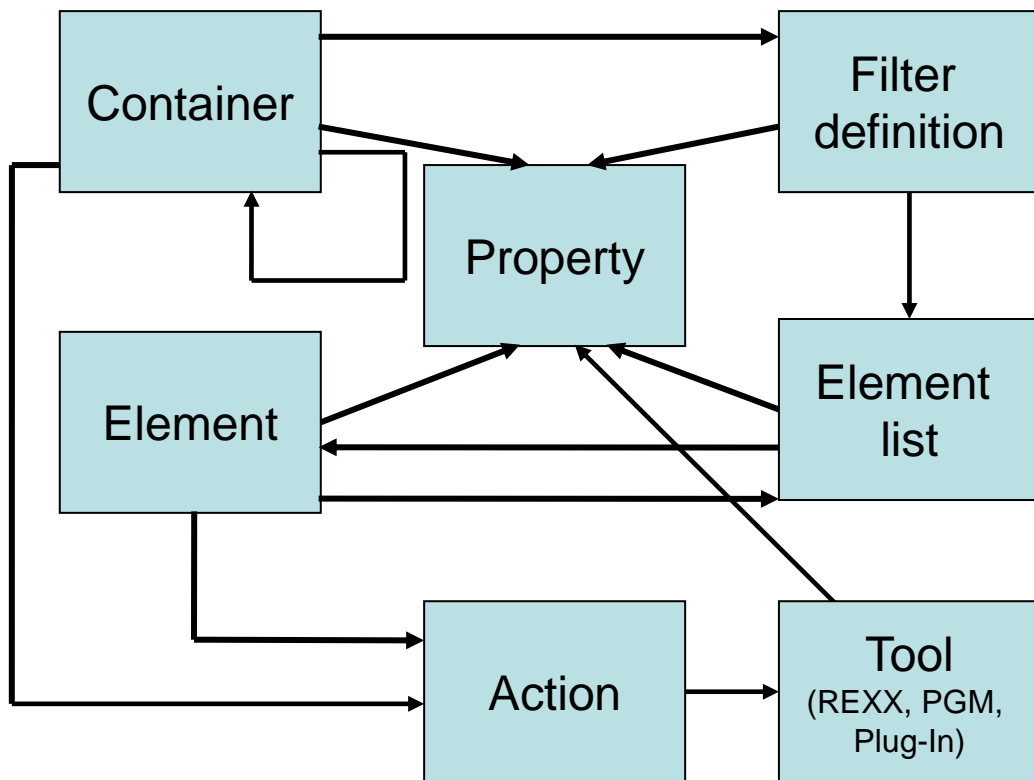 Container
Filter
definition
Property
Element
Element
list
Action
Tool
(REXX, PGM,
Plug-In)